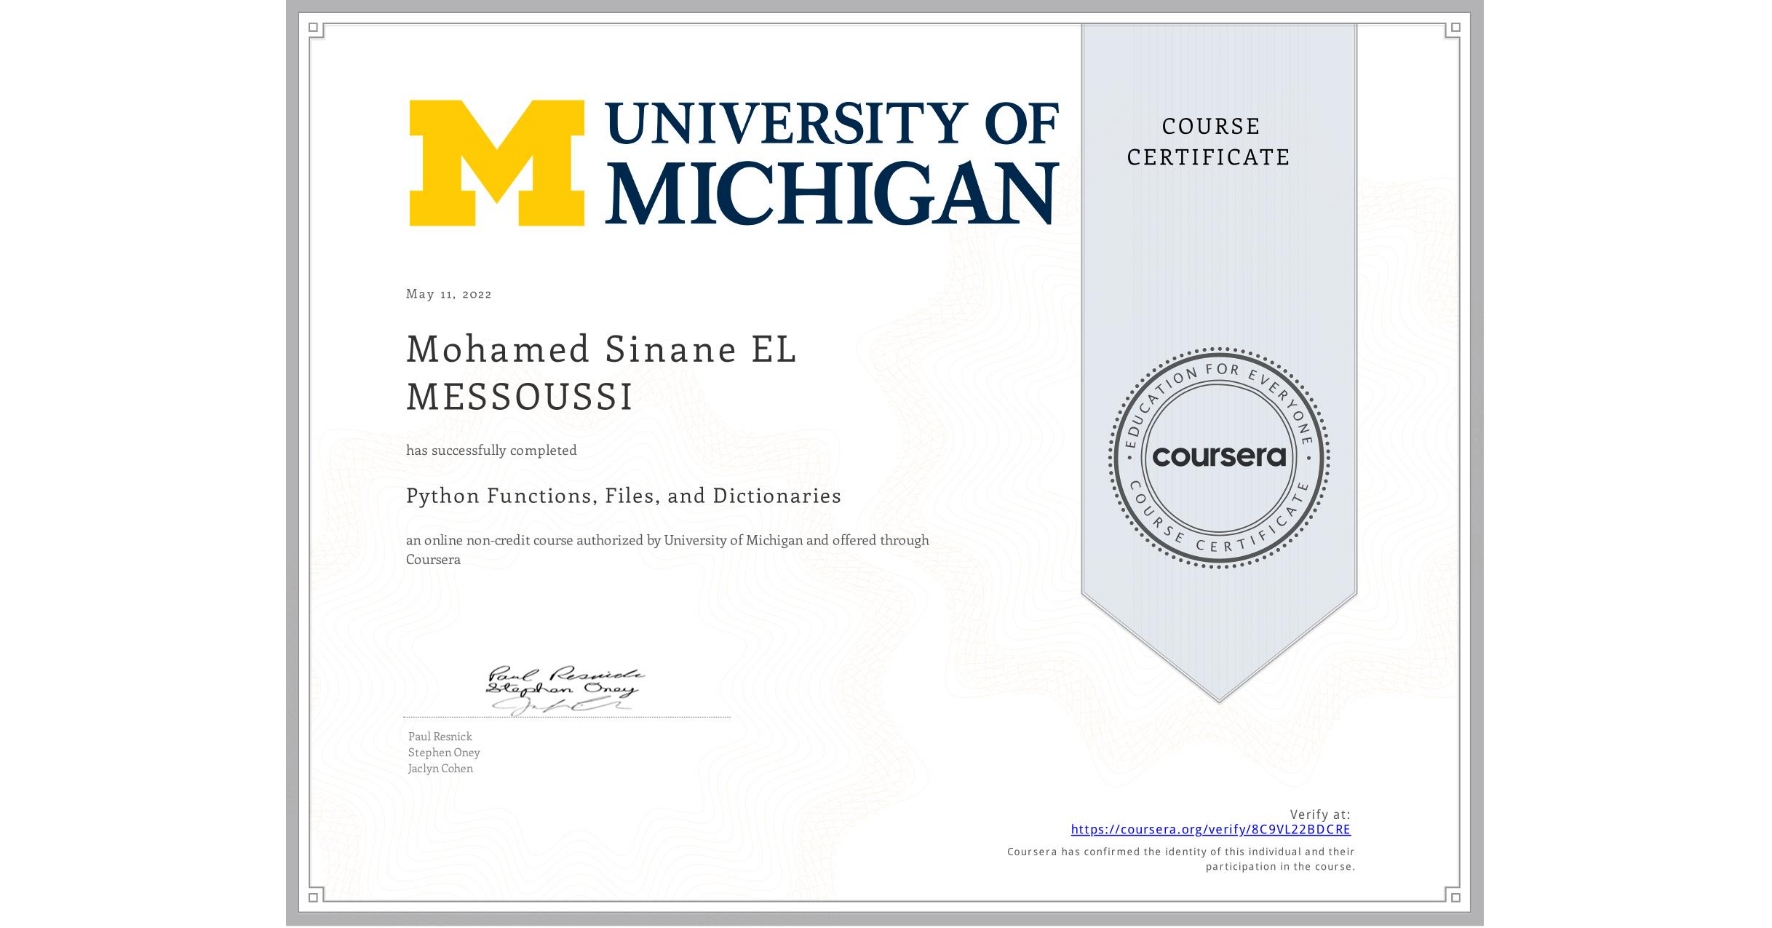 UNIVERSITY OF
MICHIGAN
COURSE
CERTIFICATE
May 11, 2022
Mohamed Sinane EL
MESSOUSSI
has successfully completed
Python Functions, Files, and Dictionaries
an online non-credit course authorized by University of Michigan and offered through
Coursera
EDUCATION FOR EVERYONE
coursera
COURSE CERTIFICATE
Paul Resnick
Stephen Oney
Paul Resnick
Stephen Oney
Jaclyn Cohen
Verify at:
https://coursera.org/verify/8C9VL22BDCRE
Coursera has confirmed the identity of this individual and their
participation in the course.